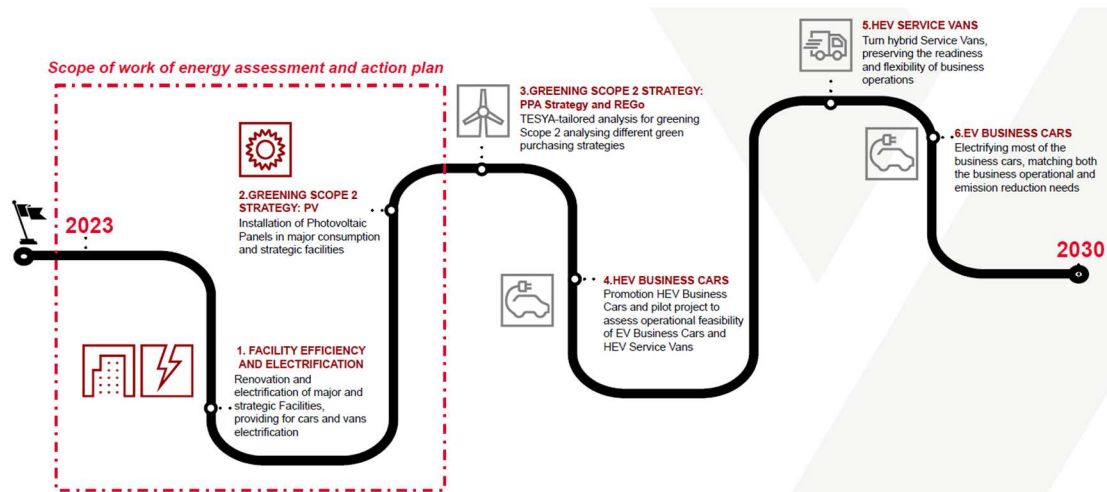 Scope of work of energy assessment and action plan
2023
1. FACILITY EFFICIENCY
AND ELECTRIFICATION
Renovation and
electrification of major and
strategic Facilities,
providing for cars and vans
electrification
2.GREENING SCOPE 2
STRATEGY: PV
Installation of Photovoltaic
Panels in major consumption
and strategic facilities
3.GREENING SCOPE 2 STRATEGY:
PPA Strategy and REGo
TESYA-tailored analysis for greening
Scope 2 analysing different green
purchasing strategies
4.HEV BUSINESS CARS
Promotion HEV Business
Cars and pilot project to
assess operational feasibility
of EV Business Cars and
HEV Service Vans
5.HEV SERVICE VANS
Turn hybrid Service Vans,
preserving the readiness
and flexibility of business
operations
6.EV BUSINESS CARS
Electrifying most of the
business cars, matching both
the business operational and
emission reduction needs
2030